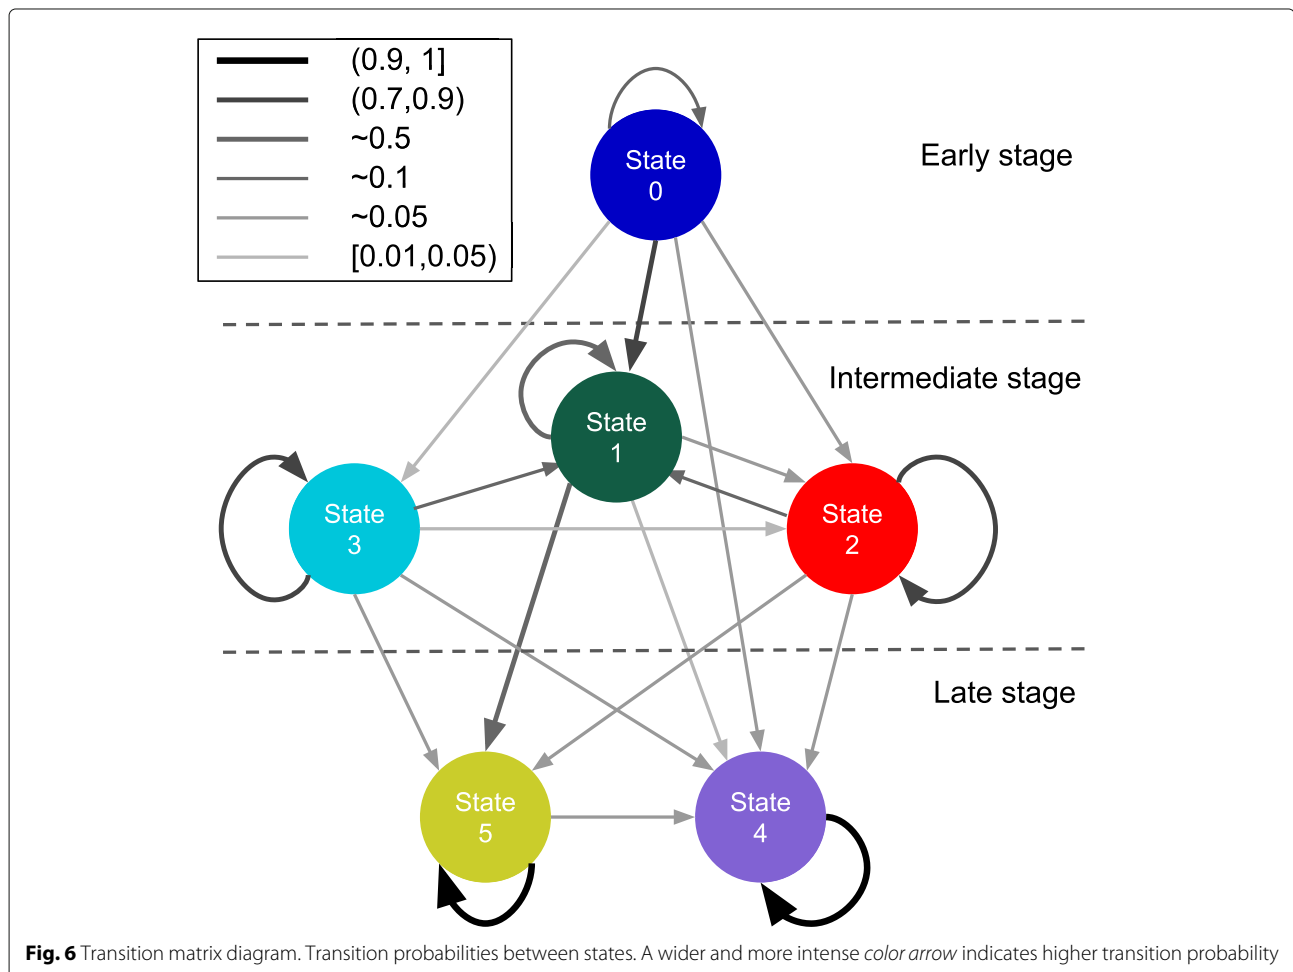 (0.9, 1]
(0.7,0.9)
~0.5
~0.1
~0.05
[0.01,0.05)
State
0
Early stage
Intermediate stage
State
1
State
3
State
2
Late stage
State
5
State
4
Fig. 6 Transition matrix diagram. Transition probabilities between states. A wider and more intense color arrow indicates higher transition probability